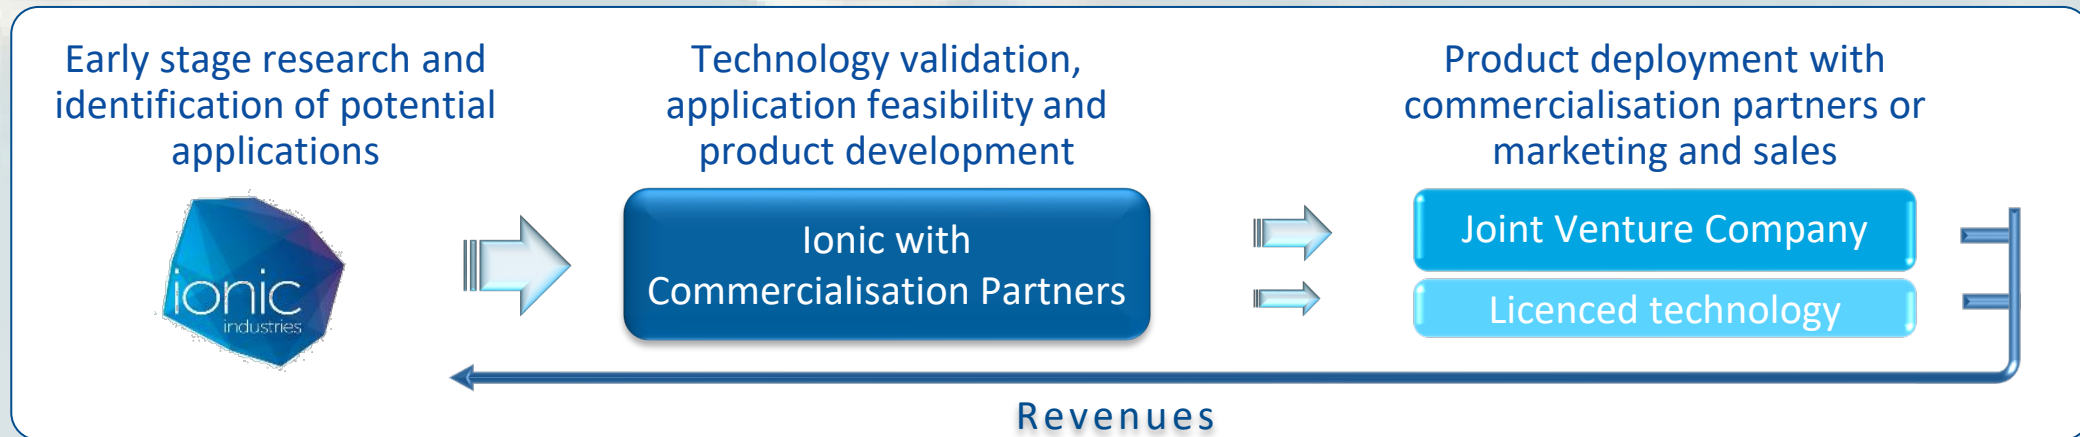 Early stage research and
identification of potential
applications
Technology validation,
application feasibility and
product development
Product deployment with
commercialisation partners or
marketing and sales
ionic
industries
Ionic with
Commercialisation Partners
Joint Venture Company
Licenced technology
Revenues